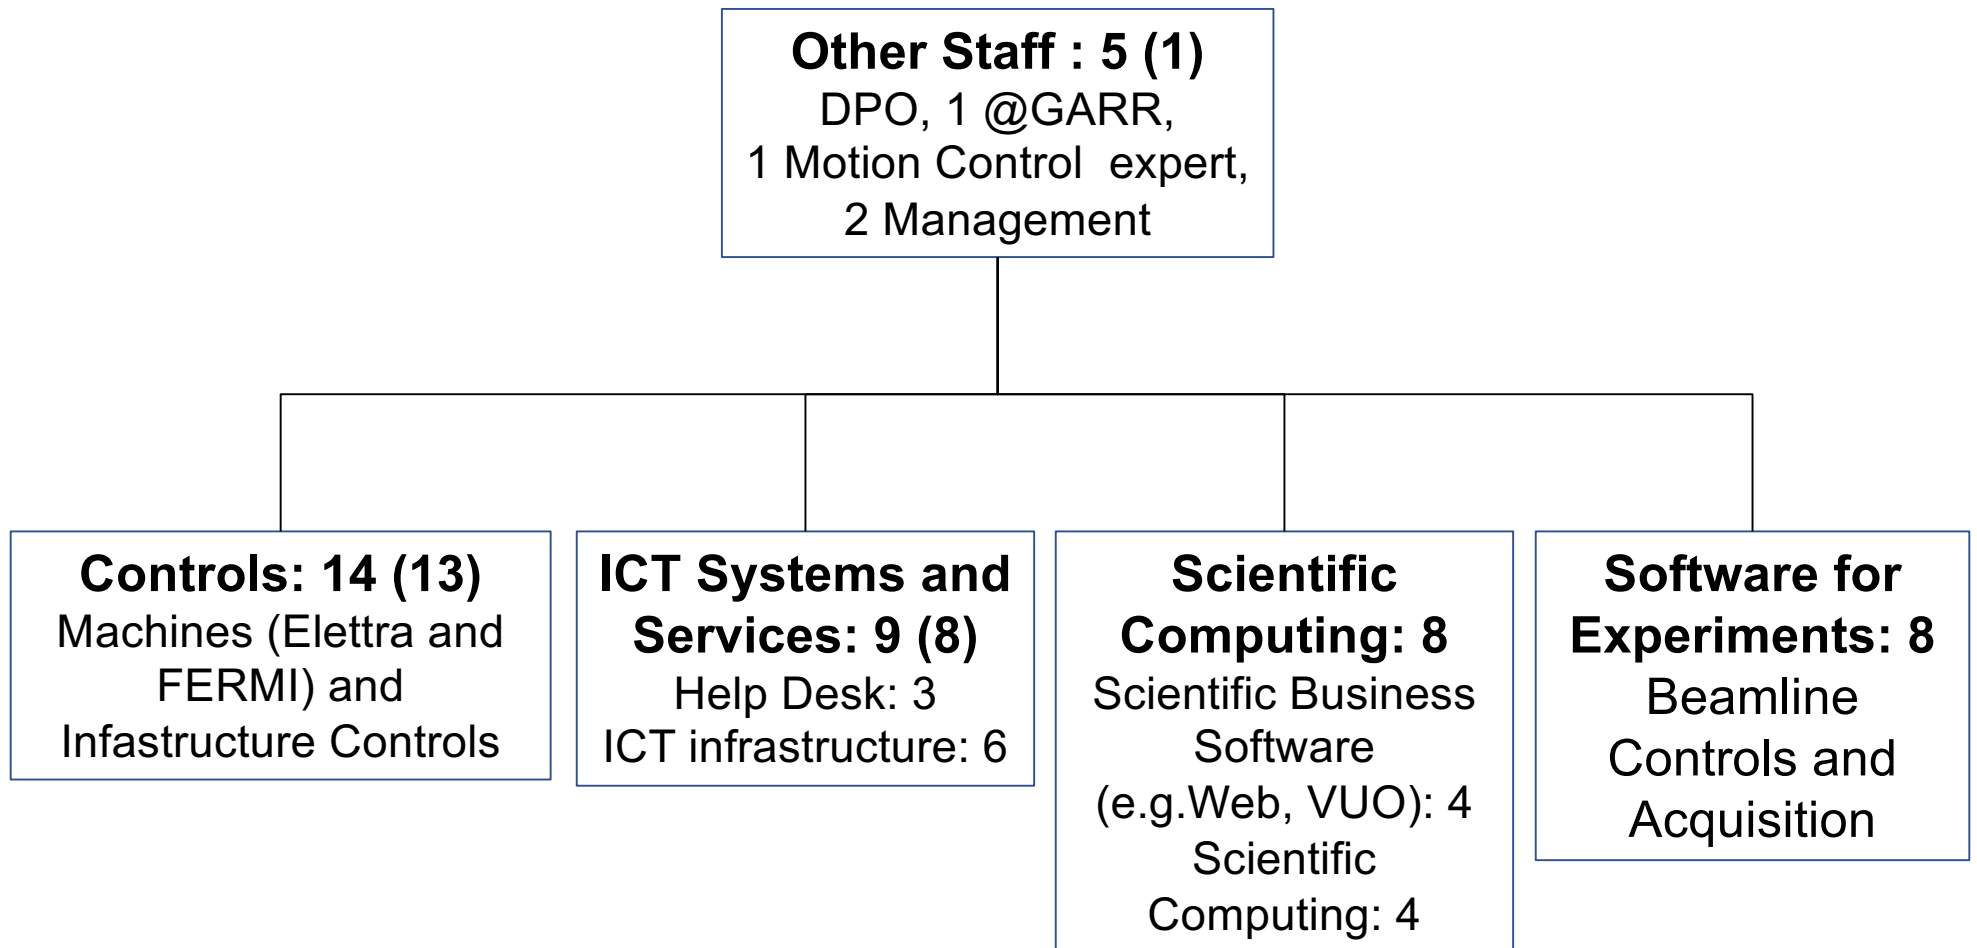 Other Staff : 5 (1)
DPO, 1 @GARR,
1 Motion Control  expert,
2 Management
Controls: 14 (13)
Machines (Elettra and
FERMI) and
Infastructure Controls
ICT Systems and
Services: 9 (8)
Help Desk: 3
ICT infrastructure: 6
Scientific
Computing: 8
Scientific Business
Software
(e.g.Web, VUO): 4
Scientific
Computing: 4
Software for
Experiments: 8
Beamline
Controls and
Acquisition